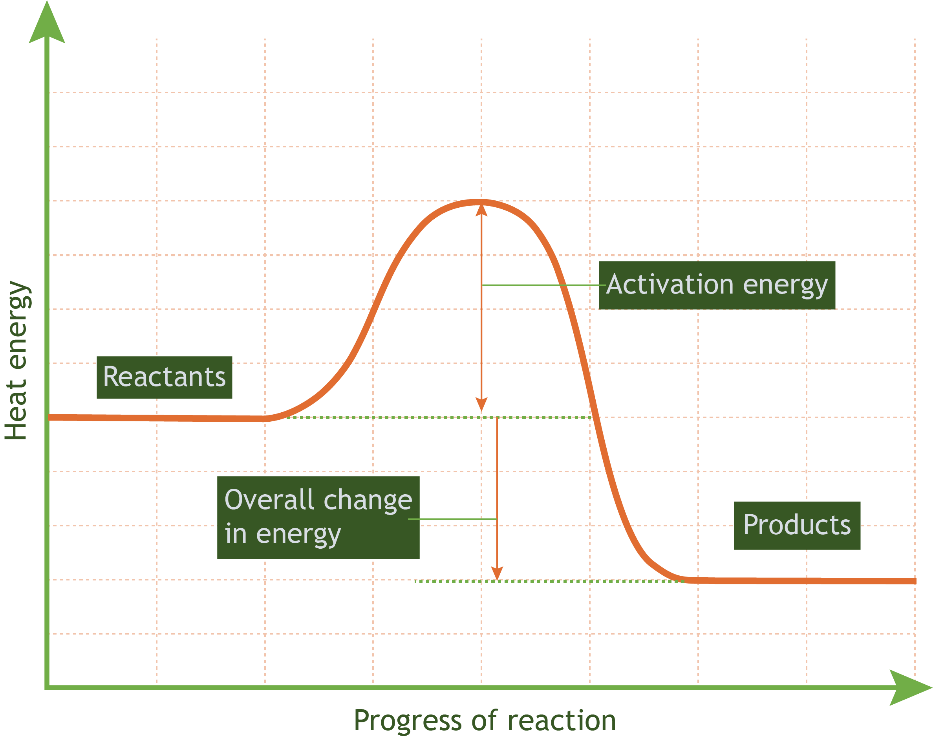 Heat energy
Reactants
Activation energy
Overall change
in energy
Products
Progress of reaction